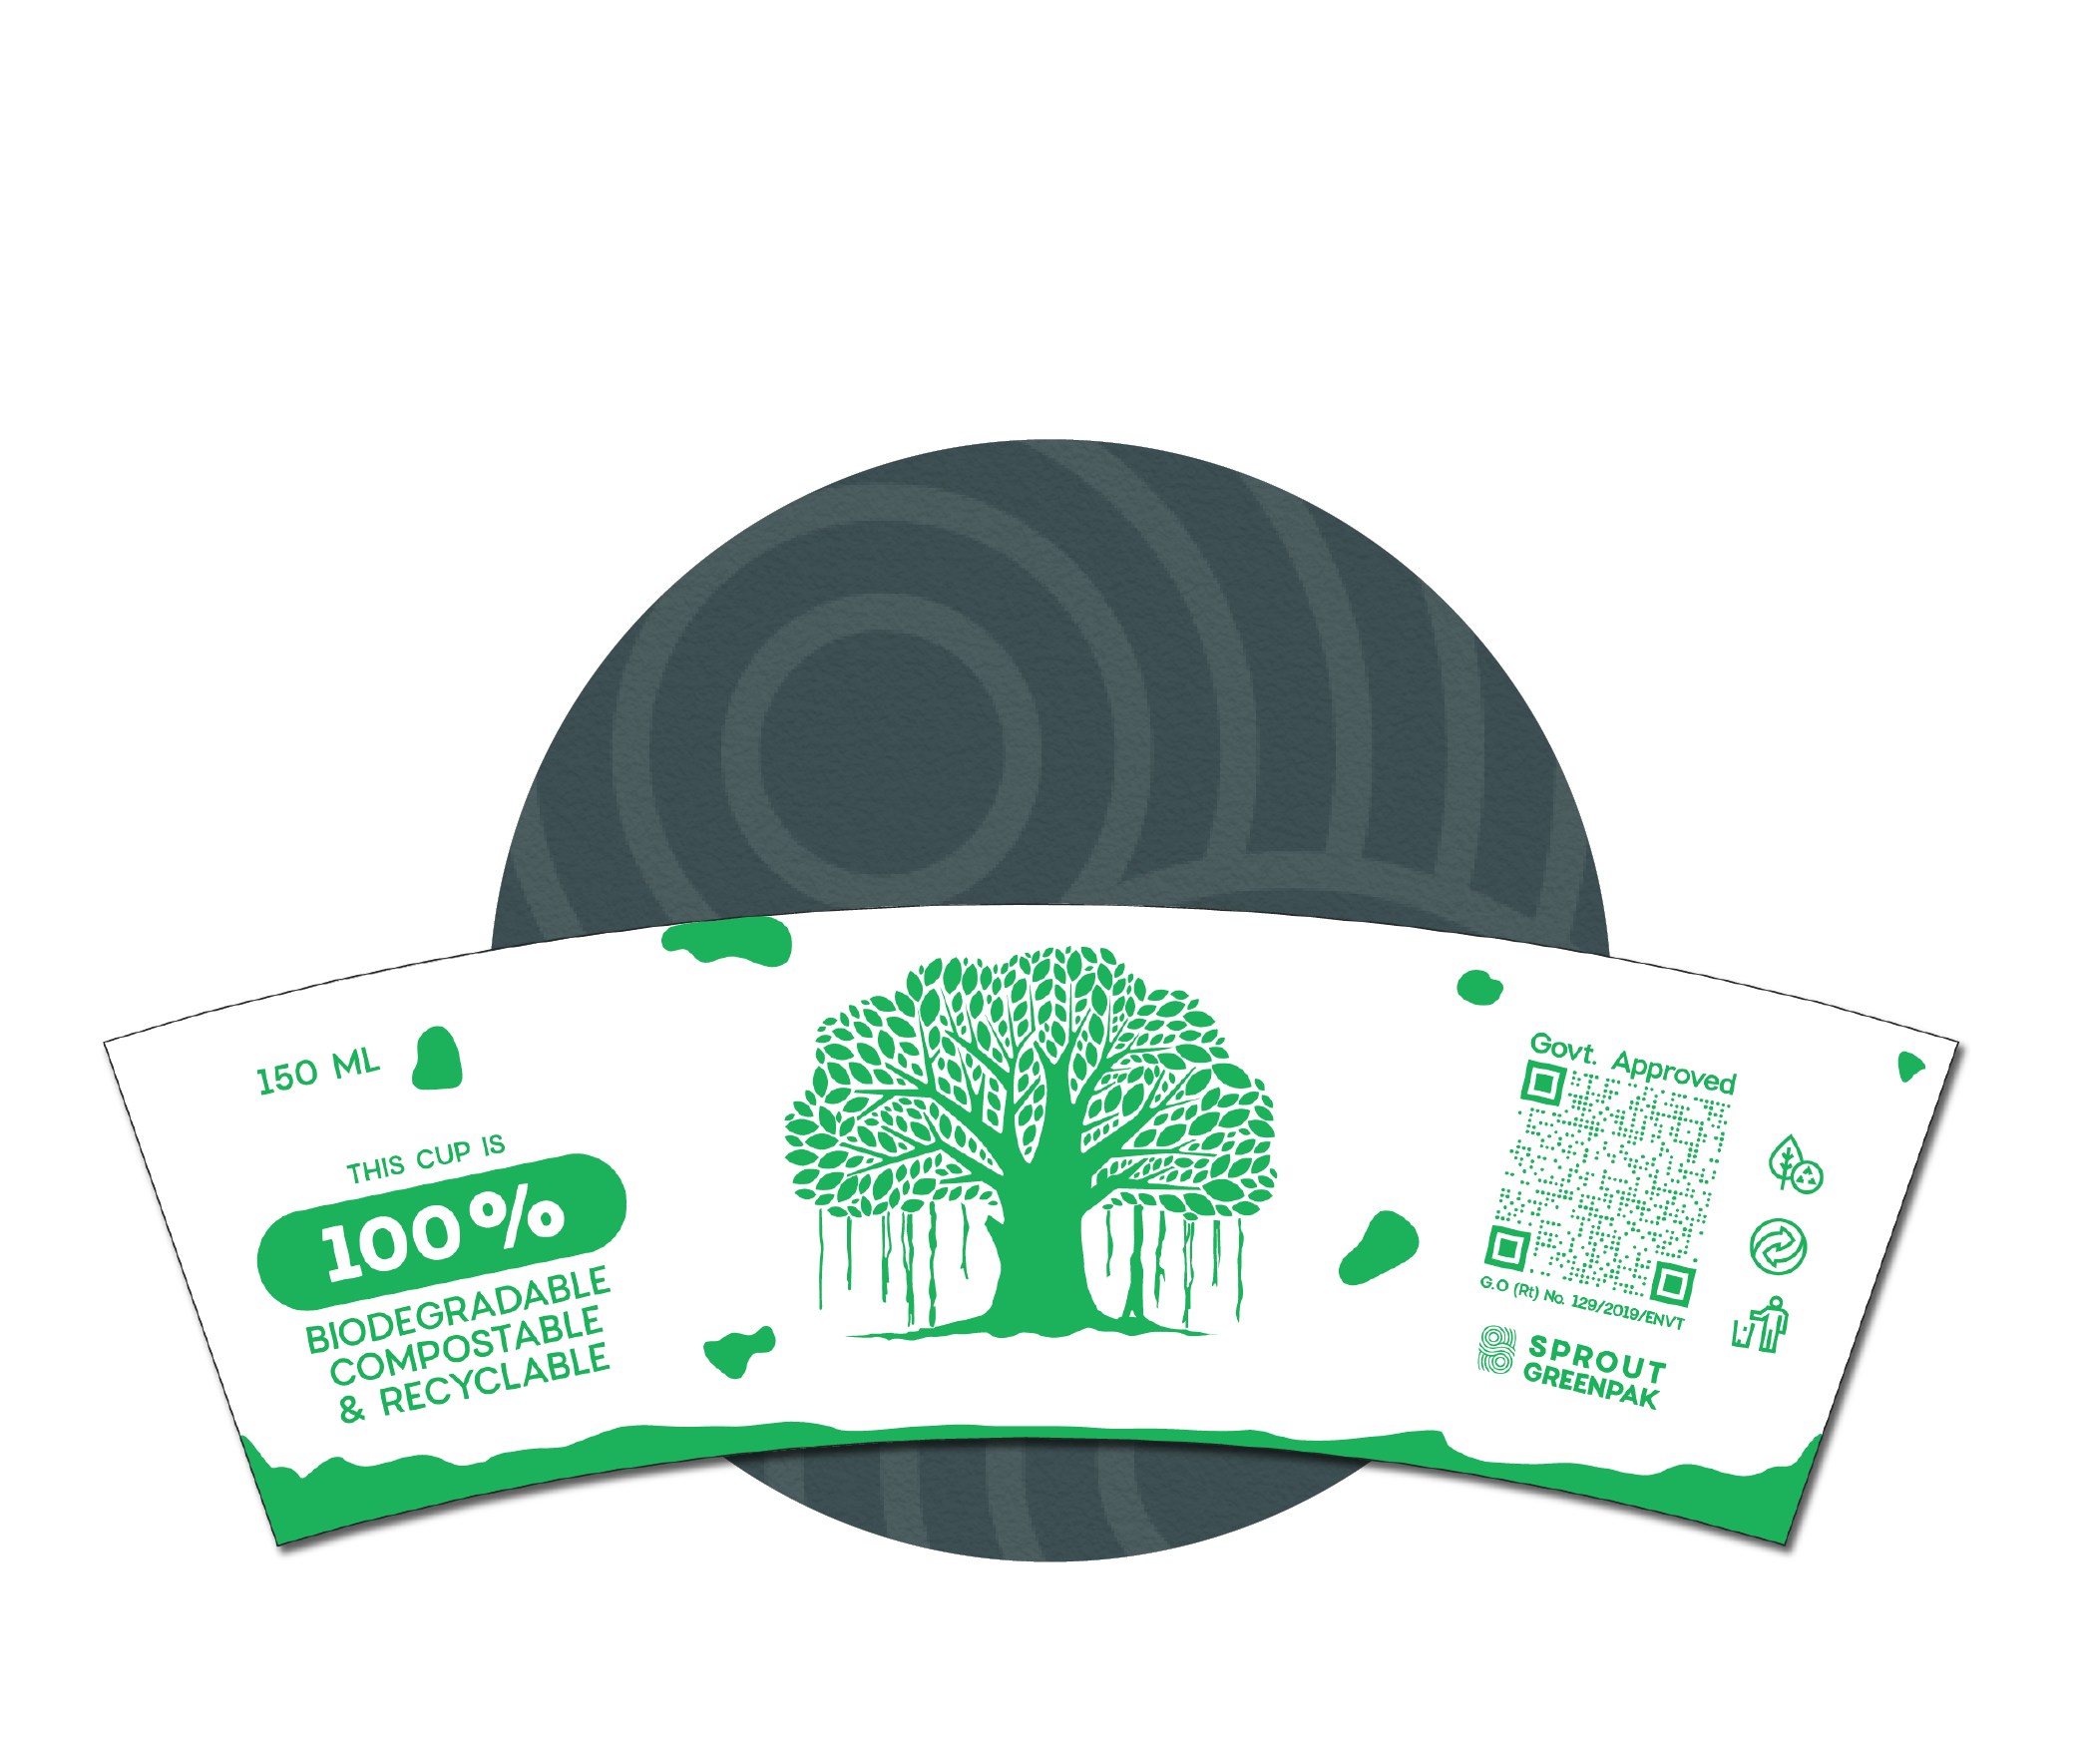 150 ML
THIS CUP IS
100%
BIODEGRADABLE
COMPOSTABLE
& RECYCLABLE
Govt. Approved
G.O (Rt) No. 129/2019/ENVT
SPROUT
GREENPAK